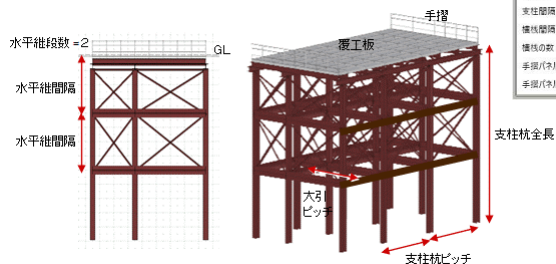 水平継段数=2
GL
水平継間隔
水平継間隔
手摺
覆工板
支柱杭全長
大引
ピッチ
支柱杭ピッチ
支柱間隔
横桟間隔
横桟の数
手摺パネル
手摺パネル